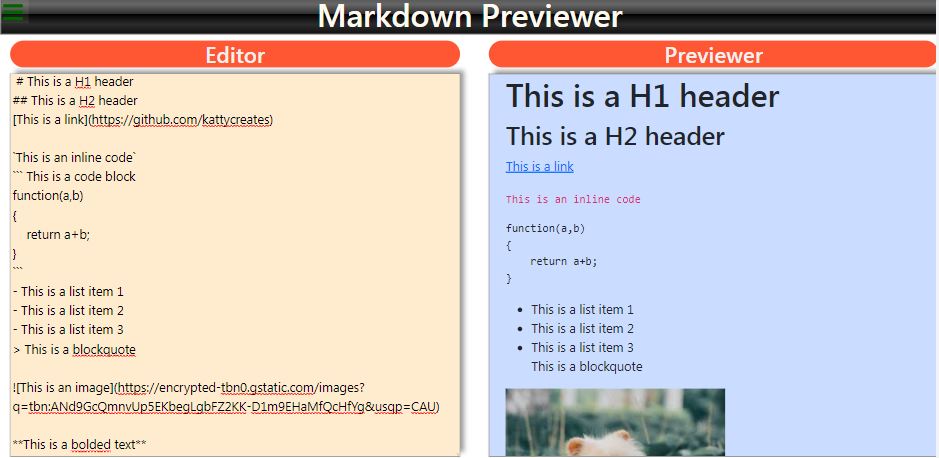 Markdown Previewer
Editor
# This is a H1 header
## This is a H2 header
[This is a link](https://github.com/kattycreates)
`This is an inline code`
``` This is a code block
function(a,b)
{
return a+b;
}
```
- This is a list item 1
- This is a list item 2
- This is a list item 3
> This is a blockquote
![This is an image](https://encrypted-tbn0.gstatic.com/images?
q=tbn:ANd9GcQmnvUp5EKbegLgbFZ2KK-D1m9EHaMfQcHfYg&usqp=CAU)
**This is a bolded text**
Previewer
This is a H1 header
This is a H2 header
This is a link
This is an inline code
function(a,b)
{
return a+b;
}
• This is a list item 1
• This is a list item 2
• This is a list item 3
This is a blockquote